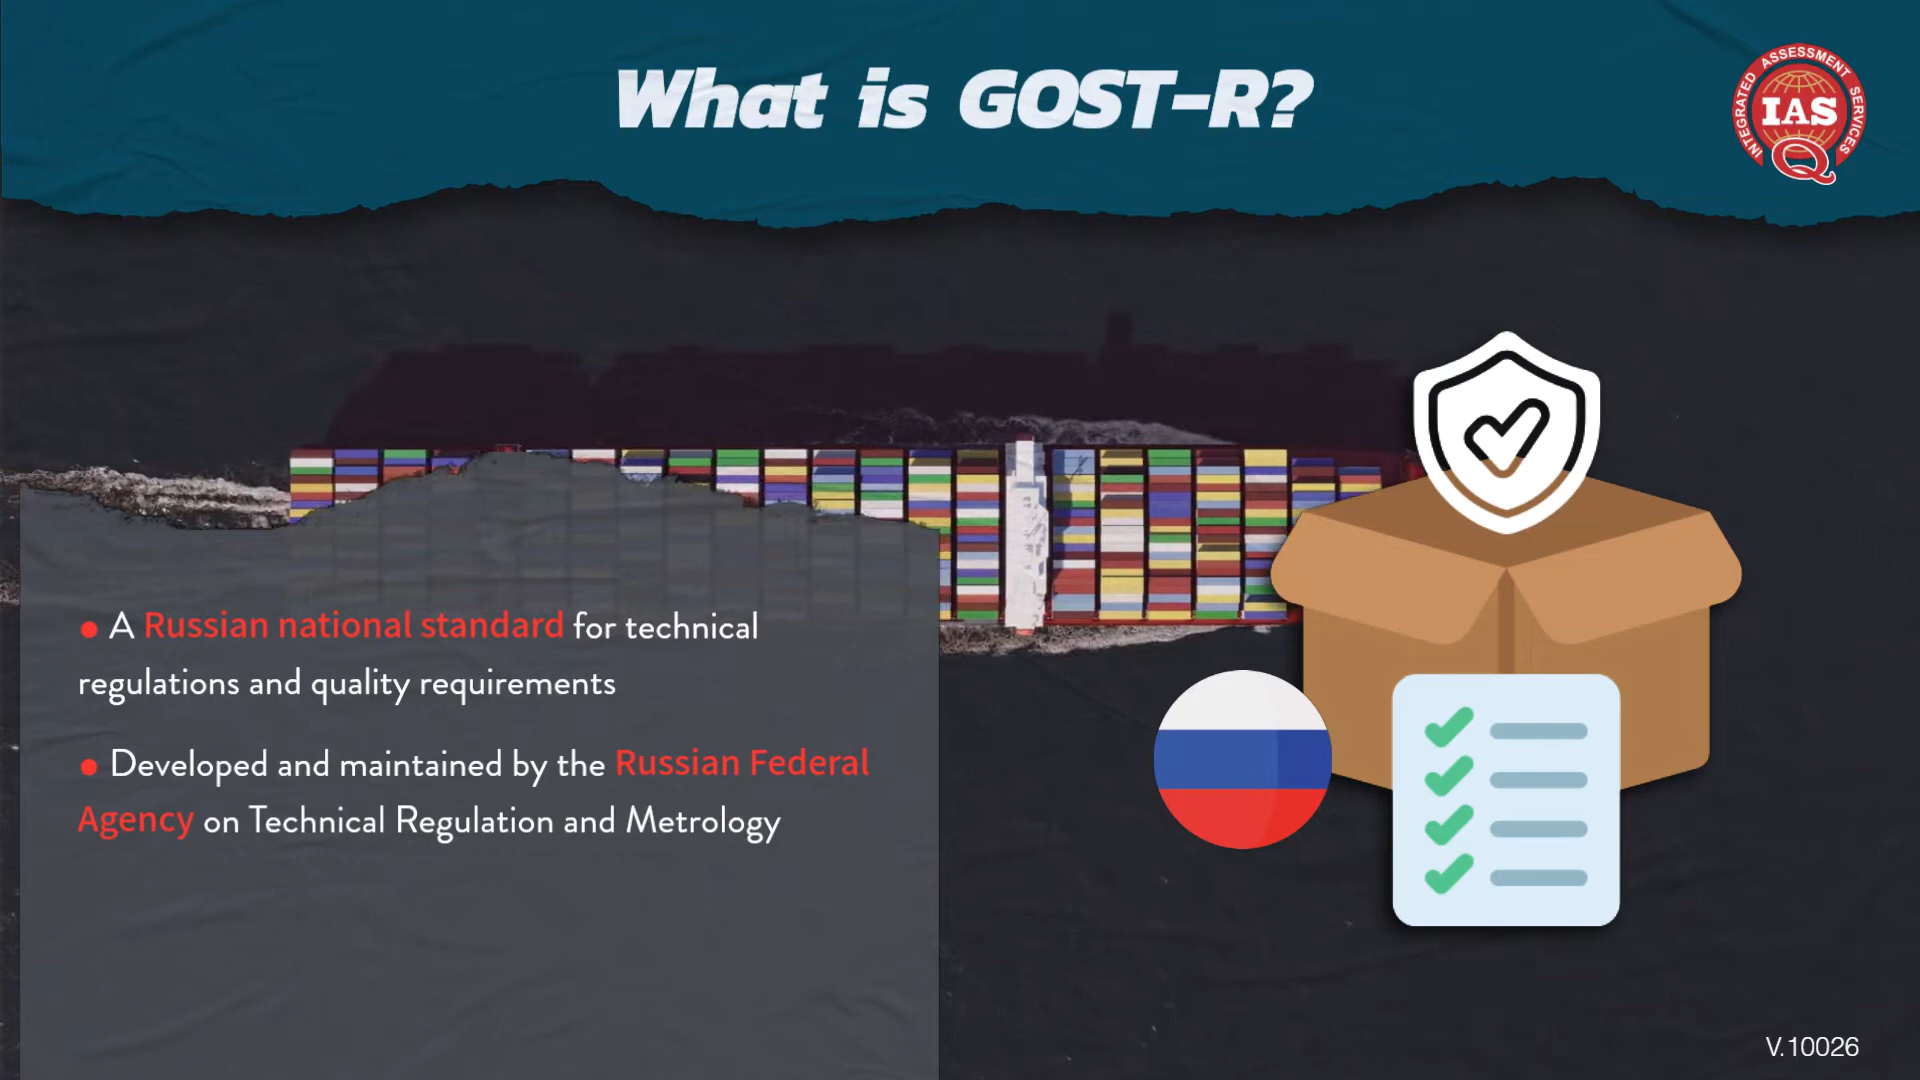 What is GOST-R?
INTEGRATED ASSESSMENT SERVICES
IAS
Q
• A Russian national standard for technical
regulations and quality requirements
• Developed and maintained by the Russian Federal
Agency on Technical Regulation and Metrology
V.10026